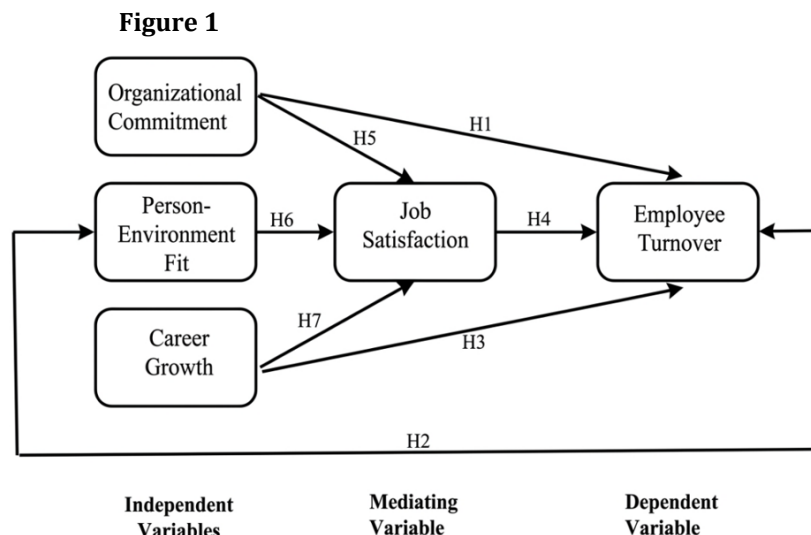 Figure 1
Organizational
Commitment
H1
H5
Person-
Environment
Fit
H6
Job
Satisfaction
H4
Employee
Turnover
H7
Career
Growth
H3
H2
Independent
Variables
Mediating
Variable
Dependent
Variable